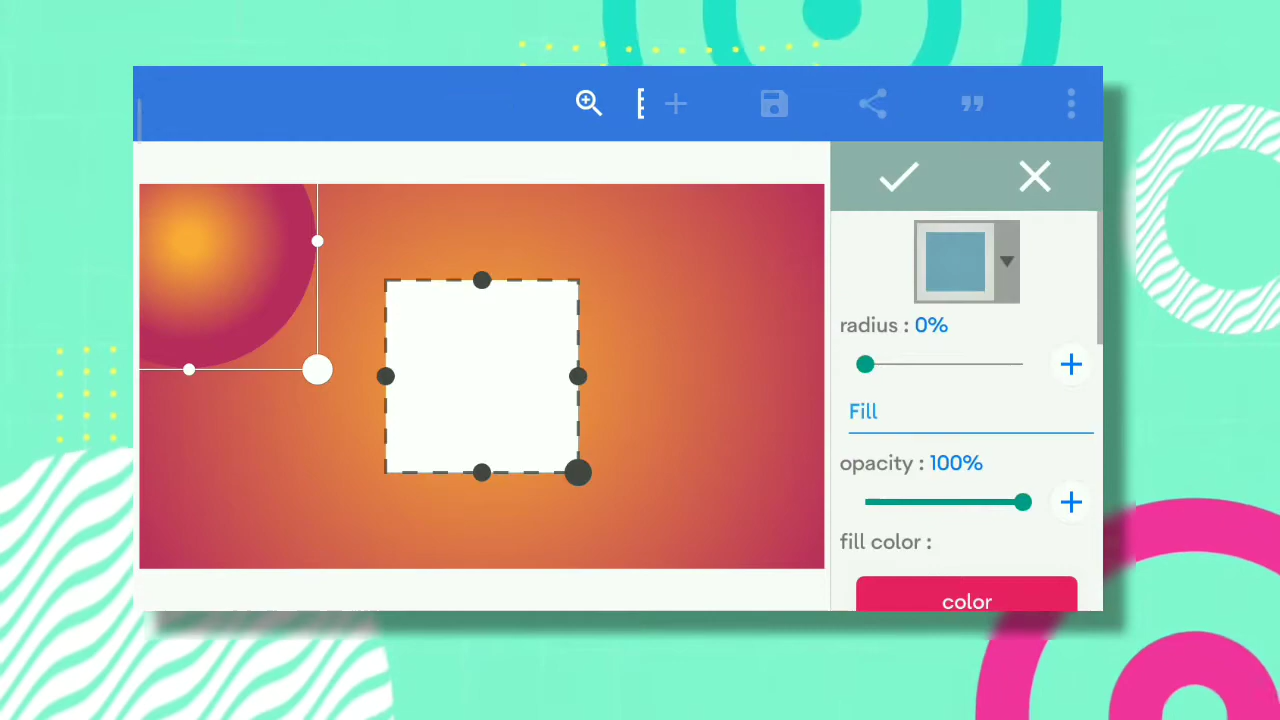 radius : 0%
Fill
opacity : 100%
fill color :
color